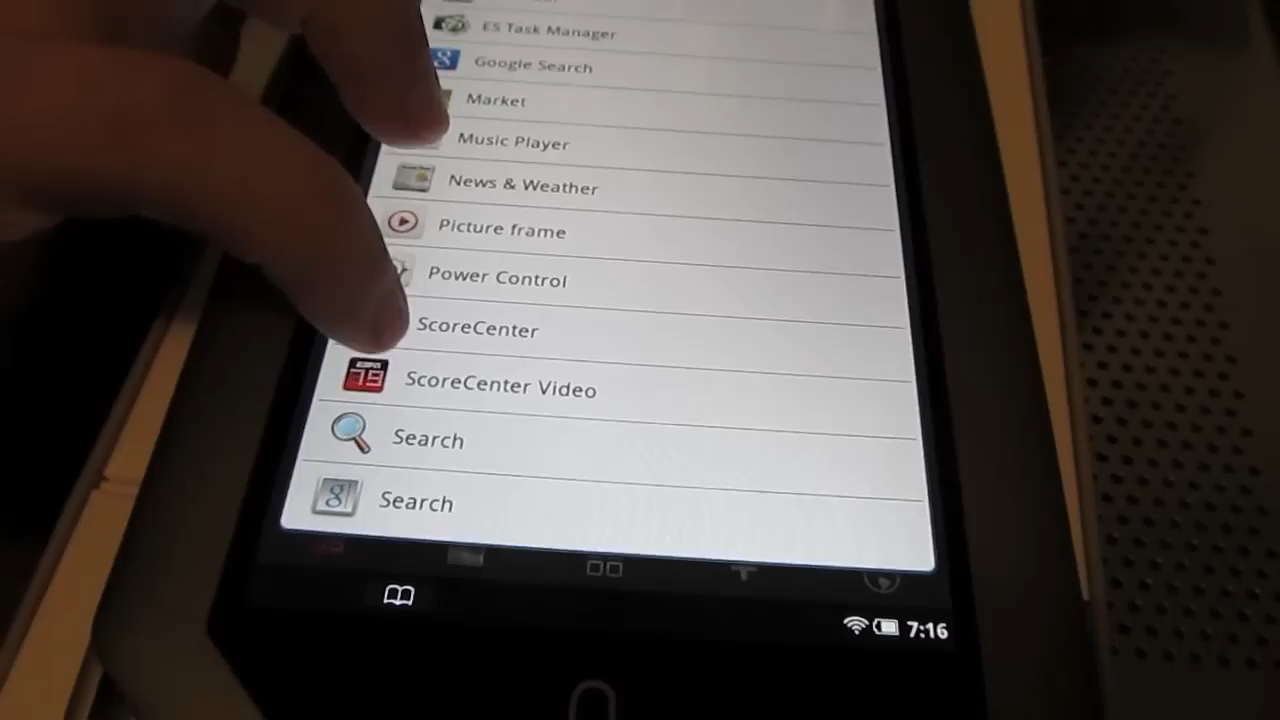 ES Task Manager
Google Search
Market
Music Player
News & Weather
Picture frame
Power Control
ScoreCenter
ScoreCenter Video
Search
Search
7:16